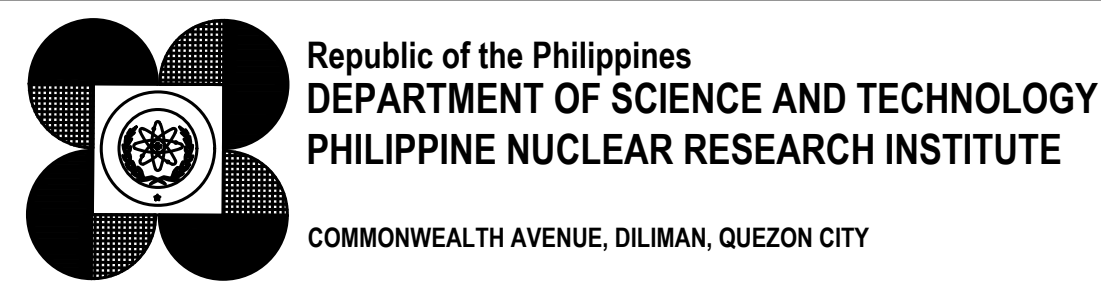 Republic of the Philippines
DEPARTMENT OF SCIENCE AND TECHNOLOGY
PHILIPPINE NUCLEAR RESEARCH INSTITUTE
COMMONWEALTH AVENUE, DILIMAN, QUEZON CITY